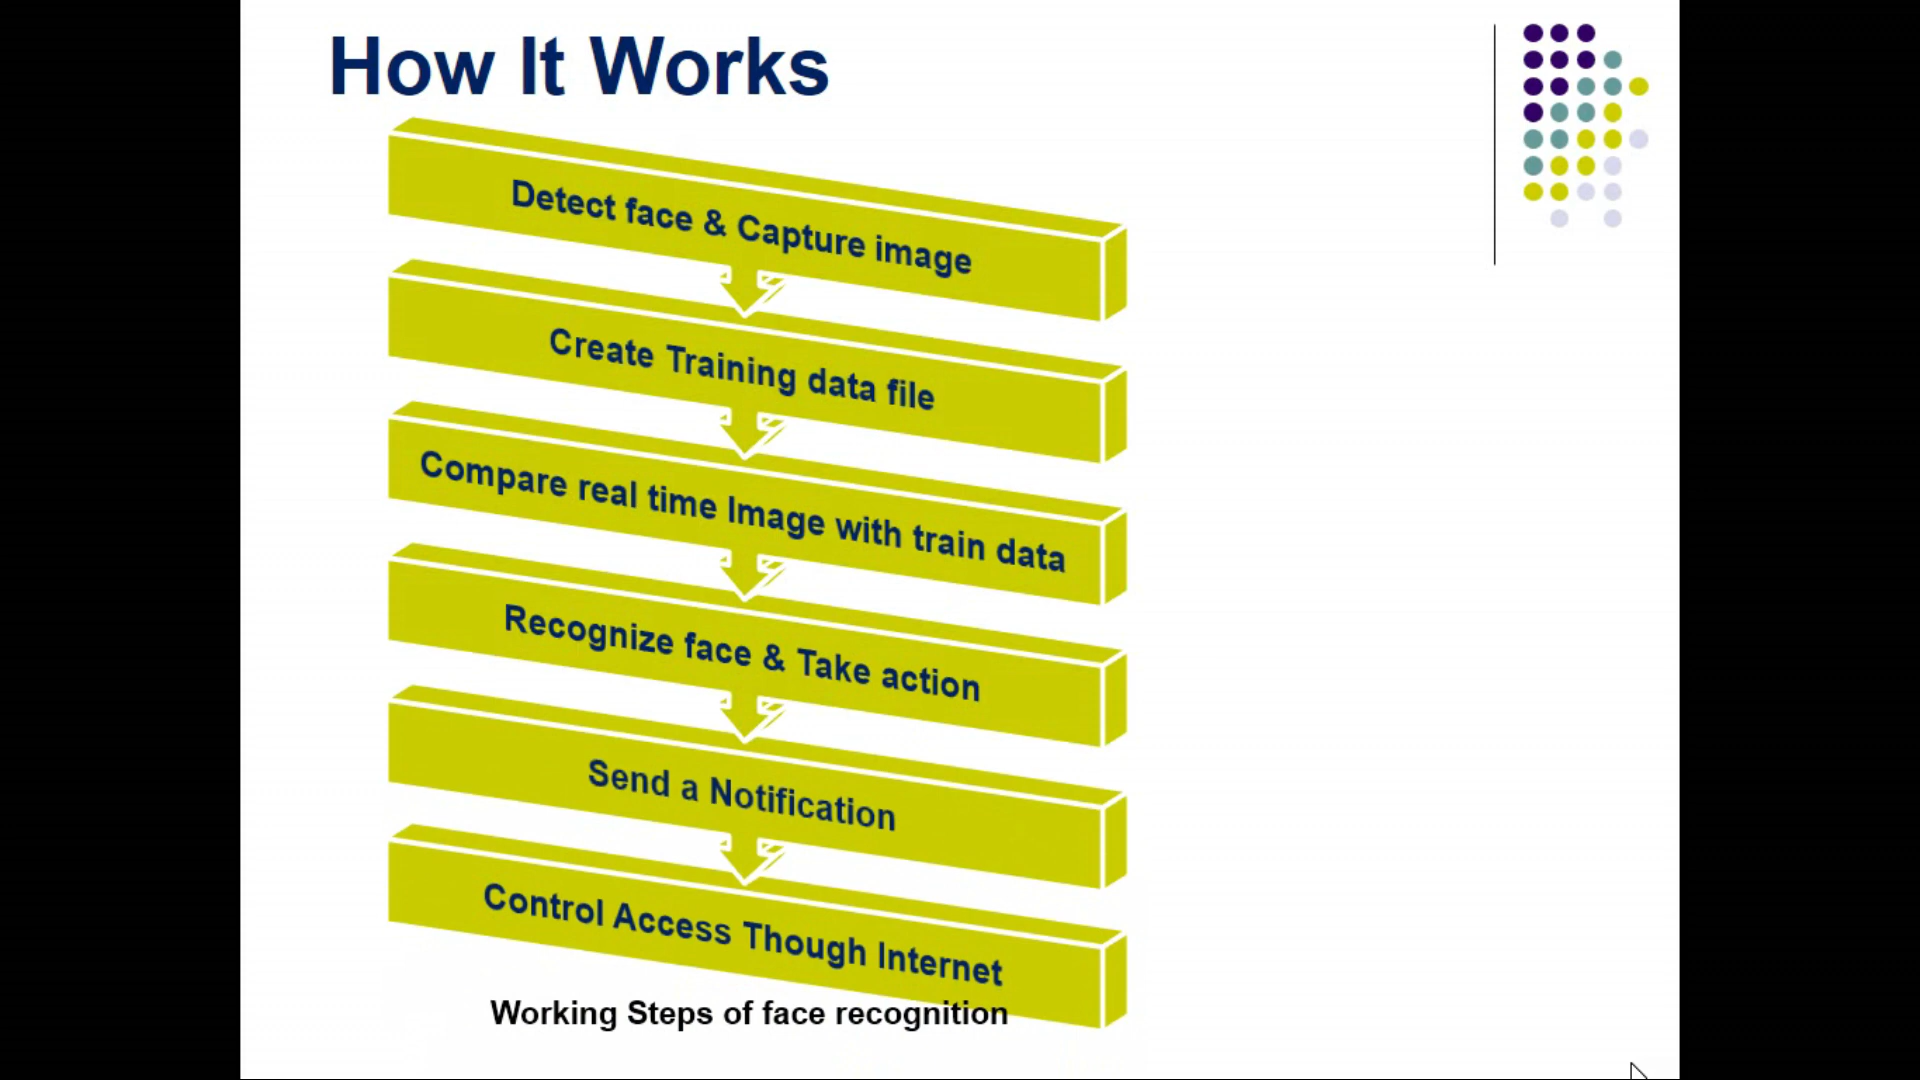 How It Works
Detect face & Capture image
Create Training data file
Compare real time Image with train data
Recognize face & Take action
Send a Notification
Control Access Though Internet
Working Steps of face recognition